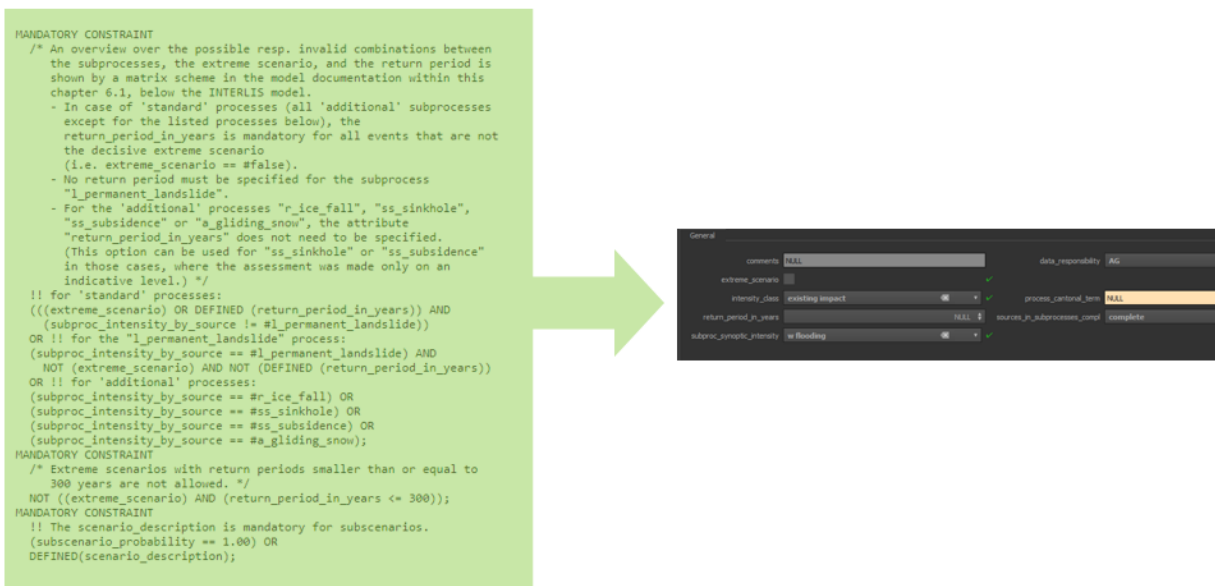 MANDATORY CONSTRAINT
/* An overview over the possible resp. invalid combinations between
the subprocesses, the extreme scenario, and the return period is
shown by a matrix scheme in the model documentation within this
chapter 6.1, below the INTERLIS model.
- In case of 'standard' processes (all 'additional' subprocesses
except for the listed processes below), the
return_period_in_years is mandatory for all events that are not
the decisive extreme scenario
(i.e. extreme_scenario == #false).
- No return period must be specified for the subprocess
"l_permanent_landslide".
- For the 'additional' processes "r_ice_fall", "ss_sinkhole",
"ss_subsidence" or "a_gliding_snow", the attribute
"return_period_in_years" does not need to be specified.
(This option can be used for "ss_sinkhole" or "ss_subsidence"
in those cases, where the assessment was made only on an
indicative level.) */
!! for 'standard' processes:
(((extreme_scenario) OR DEFINED (return_period_in_years)) AND
(subproc_intensity_by_source != #l_permanent_landslide))
OR !! for the "l_permanent_landslide" process:
(subproc_intensity_by_source == #l_permanent_landslide) AND
NOT (extreme_scenario) AND NOT (DEFINED (return_period_in_years))
OR !! for 'additional' processes:
(subproc_intensity_by_source == #r_ice_fall) OR
(subproc_intensity_by_source == #ss_sinkhole) OR
(subproc_intensity_by_source == #ss_subsidence) OR
(subproc_intensity_by_source == #a_gliding_snow);
MANDATORY CONSTRAINT
/* Extreme scenarios with return periods smaller than or equal to
300 years are not allowed. */
NOT ((extreme_scenario) AND (return_period_in_years <= 300));
MANDATORY CONSTRAINT
!! The scenario_description is mandatory for subscenarios.
(subscenario_probability == 1.00) OR
DEFINED(scenario_description);
General
comments NULL data_responsibility AG
extreme_scenario
intensity_class existing impact process_cantonal_term NULL
return_period_in_years NULL sources_in_subprocesses_compl complete
subproc_synoptic_intensity w flooding